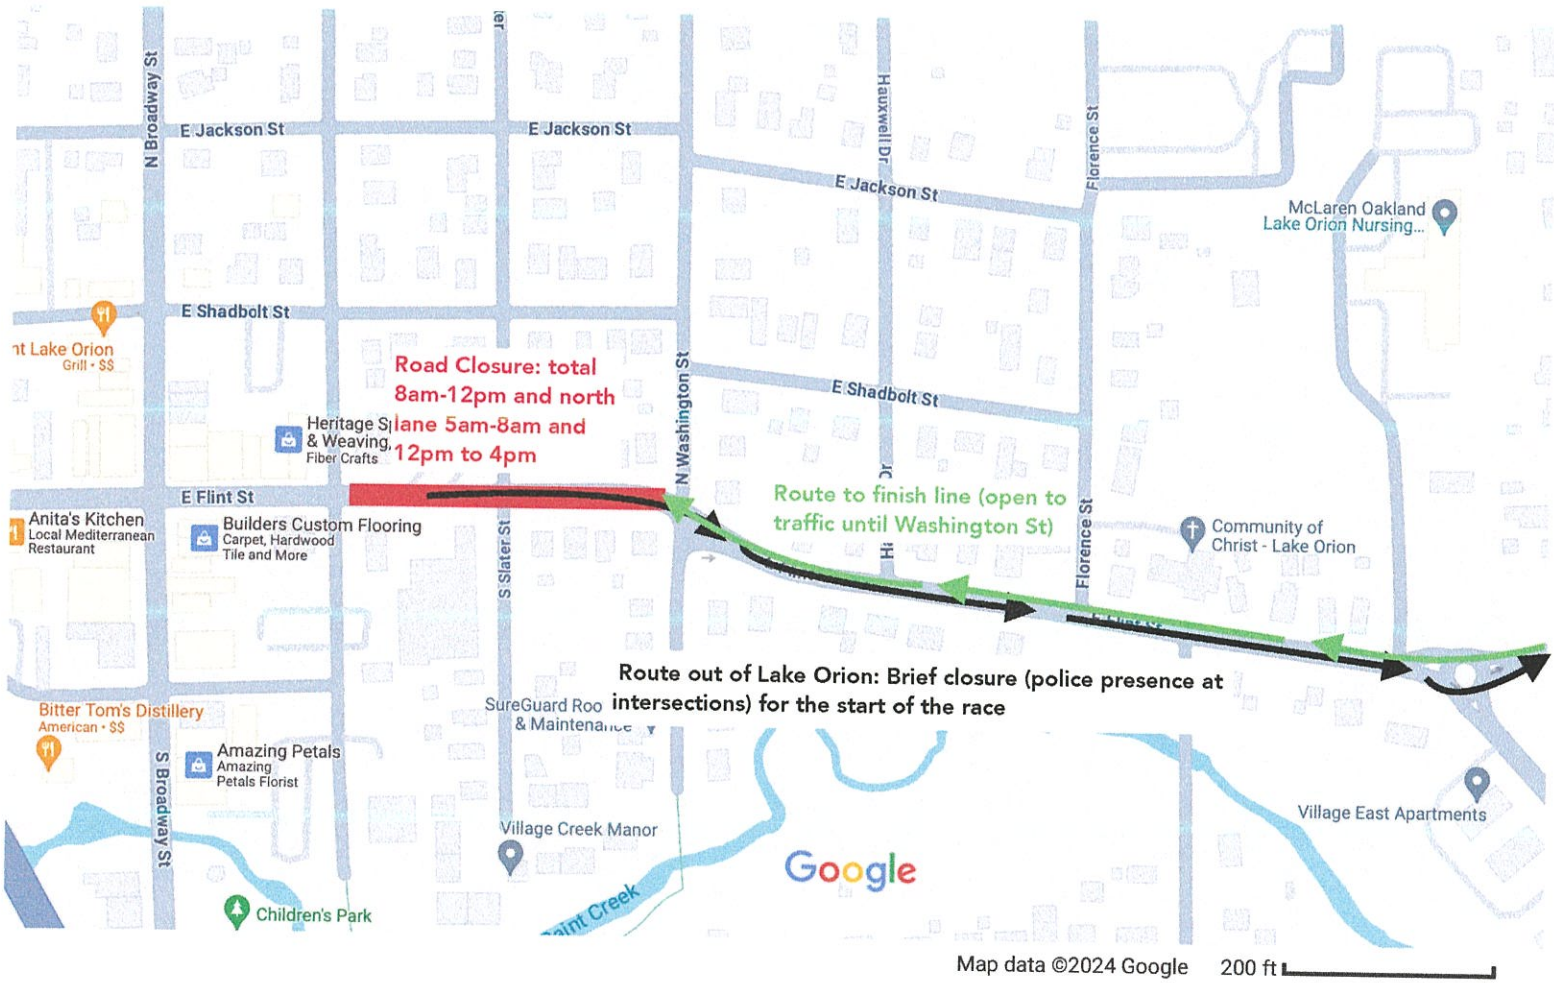 ter
N Broadway St
E Jackson St
E Jackson St
Hauxwell Dr
Florence St
E Jackson St
McLaren Oakland
Lake Orion Nursing...
E Shadbolt St
nt Lake Orion
Grill • $$
Road Closure: total
8am-12pm and north
lane 5am-8am and
12pm to 4pm
N Washington St
E Shadbolt St
Heritage S
& Weaving,
Fiber Crafts
E Flint St
Route to finish line (open to
traffic until Washington St)
Anita's Kitchen
Local Mediterranean
Restaurant
Builders Custom Flooring
Carpet, Hardwood
Tile and More
S Slater St
Florence St
Community of
Christ - Lake Orion
Route out of Lake Orion: Brief closure (police presence at
intersections) for the start of the race
SureGuard Roo
& Maintenance
Bitter Tom's Distillery
American • $$
Amazing Petals
Amazing
Petals Florist
S Broadway St
Village East Apartments
Village Creek Manor
Google
Children's Park
aint Creek
Map data ©2024 Google
200 ft